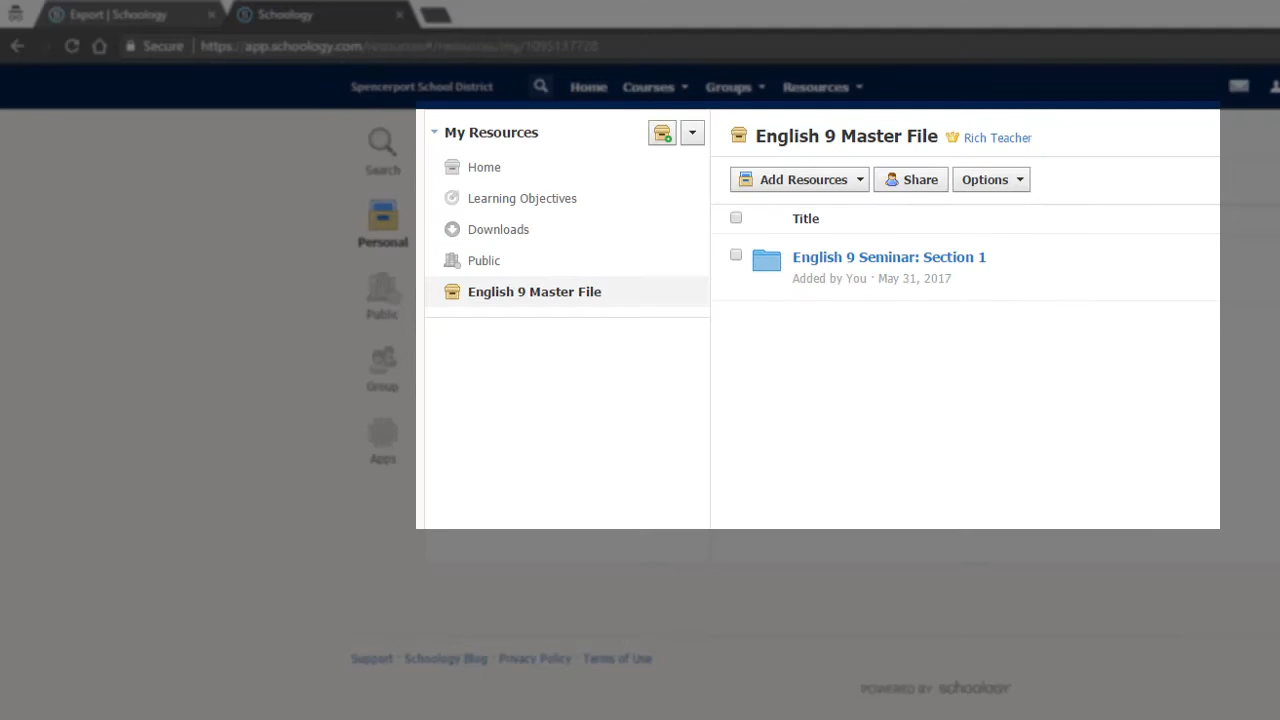 Export | Schoology
Schoology
Secure https://app.schoology.com/resources#/resources/my/1095137728
Spencerport School District
Home
Courses
Groups
Resources
My Resources
Home
Learning Objectives
Downloads
Public
English 9 Master File
Search
Personal
Public
Group
Apps
English 9 Master File Rich Teacher
Add Resources Share Options
Title
English 9 Seminar: Section 1
Added by You · May 31, 2017
Support · Schoology Blog · Privacy Policy · Terms of Use
POWERED BY schoology